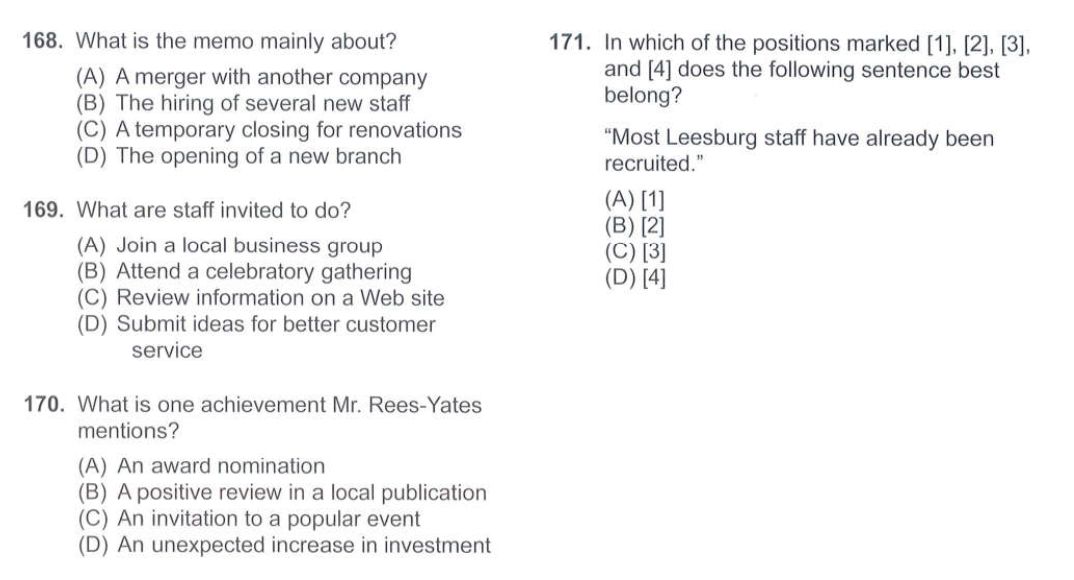 168. What is the memo mainly about?
(A) A merger with another company
(B) The hiring of several new staff
(C) A temporary closing for renovations
(D) The opening of a new branch
169. What are staff invited to do?
(A) Join a local business group
(B) Attend a celebratory gathering
(C) Review information on a Web site
(D) Submit ideas for better customer
service
170. What is one achievement Mr. Rees-Yates
mentions?
(A) An award nomination
(B) A positive review in a local publication
(C) An invitation to a popular event
(D) An unexpected increase in investment
171. In which of the positions marked [1], [2], [3],
and [4] does the following sentence best
belong?
“Most Leesburg staff have already been
recruited.”
(A) [1]
(B) [2]
(C) [3]
(D) [4]